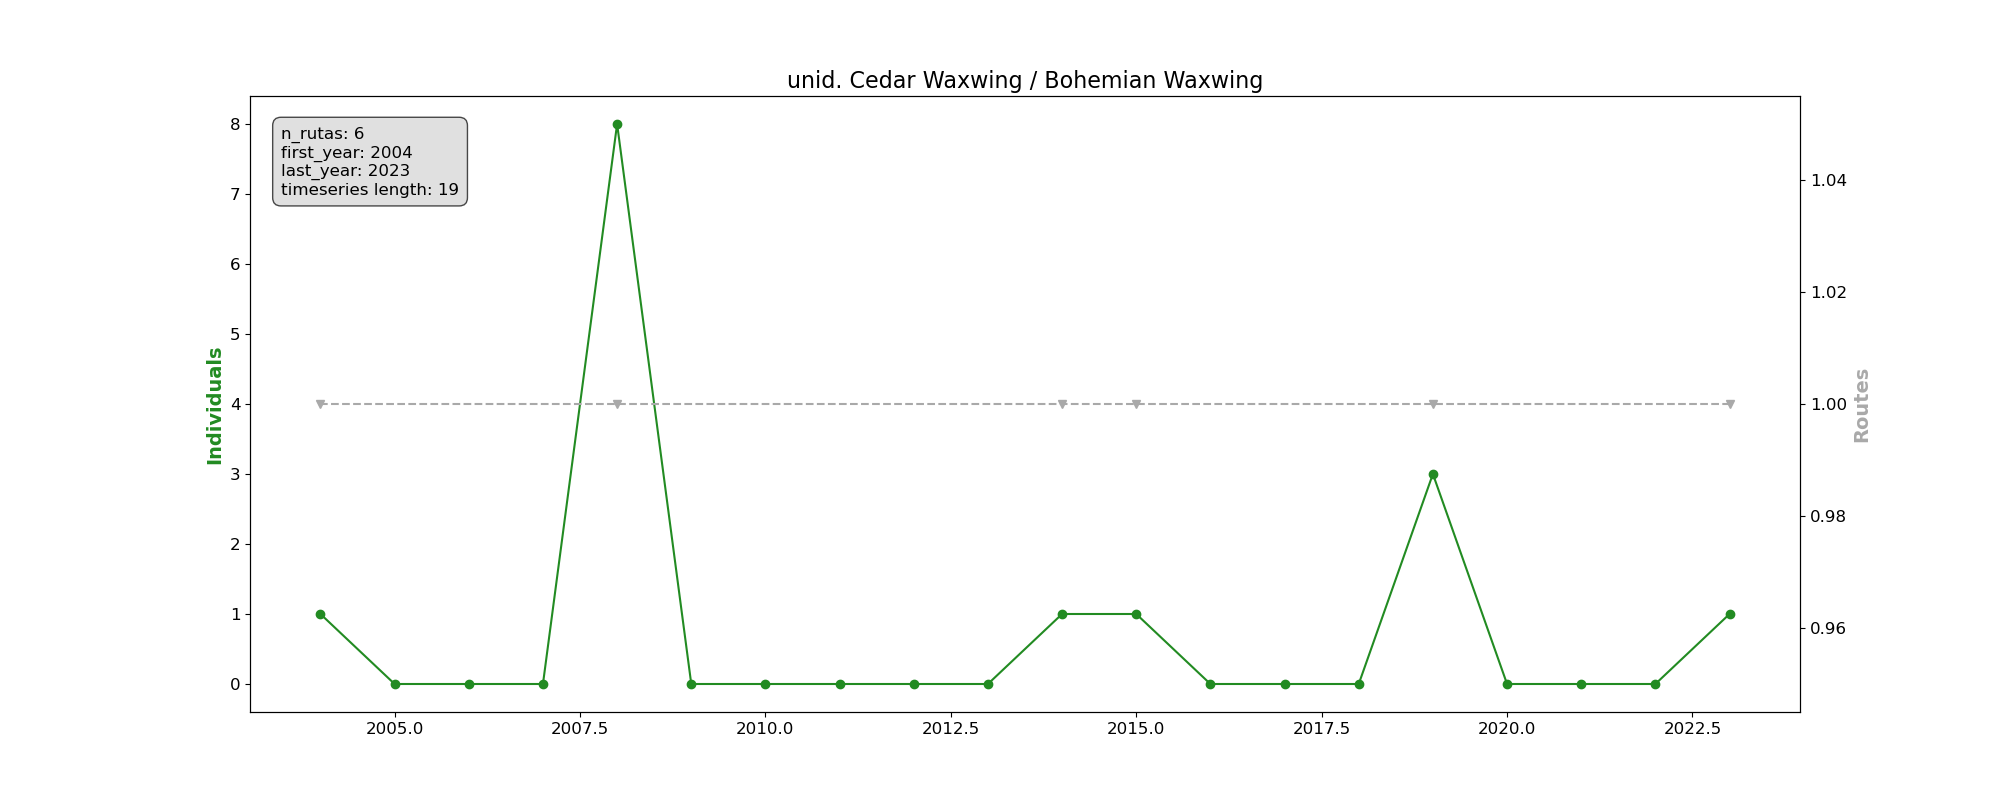 unid. Cedar Waxwing / Bohemian Waxwing
n_rutas: 6
first_year: 2004
last_year: 2023
timeseries length: 19
8
7
6
5
4
3
2
1
0
Individuals
1.04
1.02
1.00
0.98
0.96
Routes
2005.0 2007.5 2010.0 2012.5 2015.0 2017.5 2020.0 2022.5